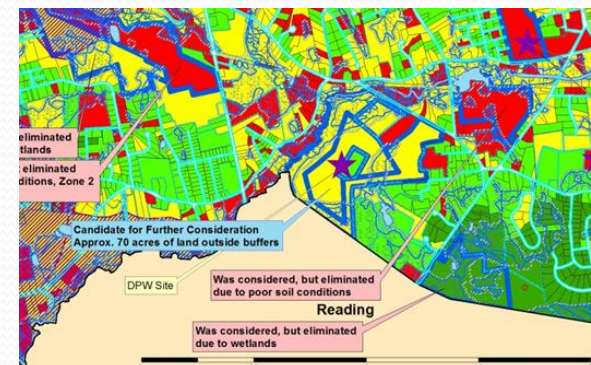 eliminated
tlands
eliminated
ditions, Zone 2
Candidate for Further Consideration
Approx. 70 acres of land outside buffers
DPW Site
Was considered, but eliminated
due to poor soil conditions
Reading
Was considered, but eliminated
due to wetlands